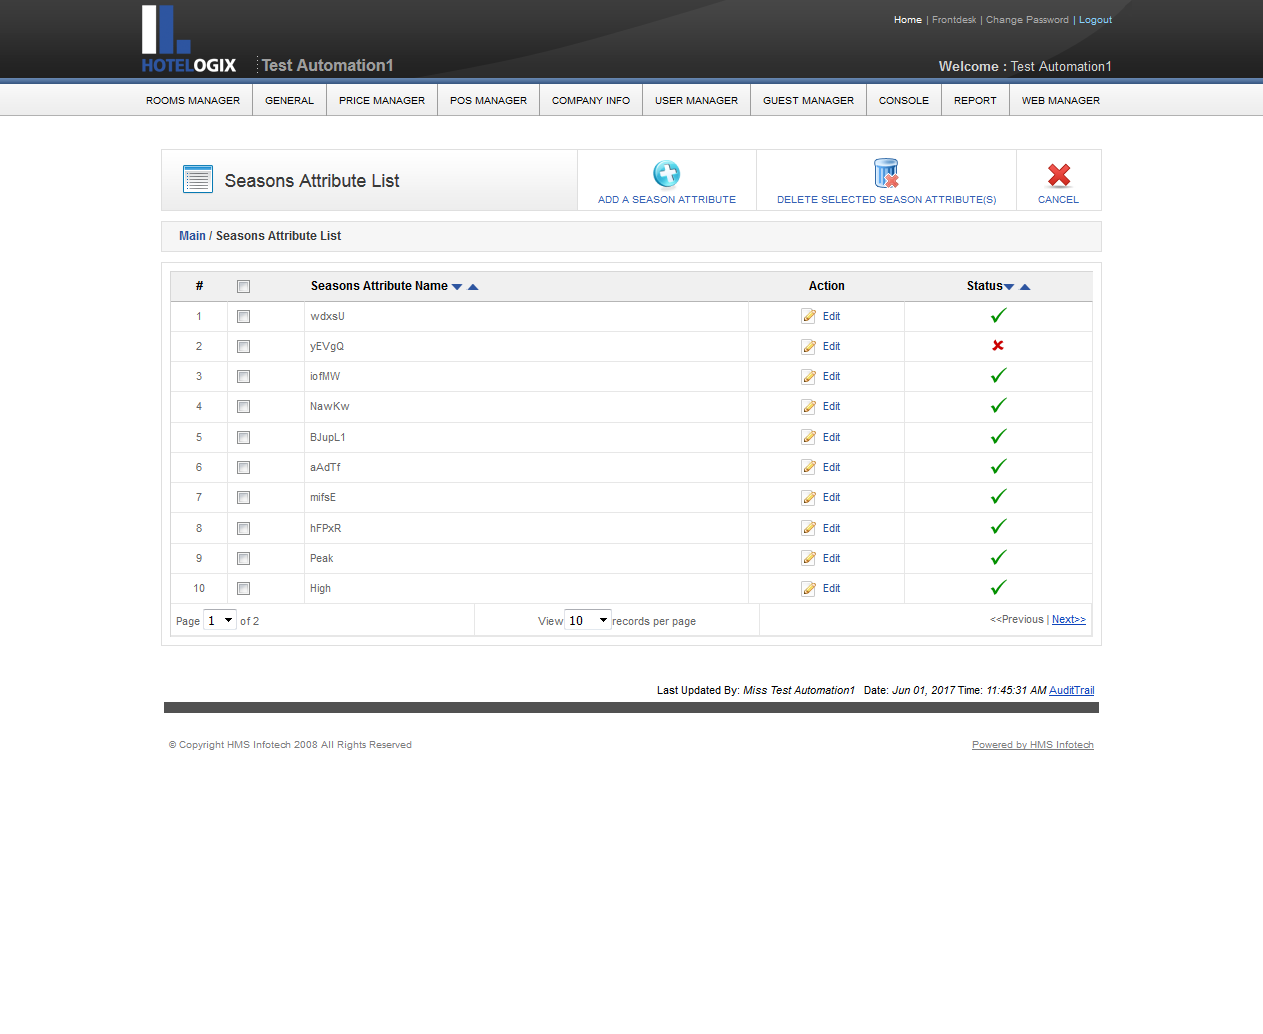 Home | Frontdesk | Change Password | Logout
HOTELOGIX Test Automation1
Welcome : Test Automation1
ROOMS MANAGER GENERAL PRICE MANAGER POS MANAGER COMPANY INFO USER MANAGER GUEST MANAGER CONSOLE REPORT WEB MANAGER
Seasons Attribute List
ADD A SEASON ATTRIBUTE DELETE SELECTED SEASON ATTRIBUTE(S) CANCEL
Main / Seasons Attribute List
# Seasons Attribute Name Action Status
1 wdxsU Edit
2 yEVgQ Edit
3 iofMW Edit
4 NawKw Edit
5 BJupL1 Edit
6 aAdTf Edit
7 mifsE Edit
8 hFPxR Edit
9 Peak Edit
10 High Edit
Page 1 of 2 View 10 records per page <<Previous | Next>>
Last Updated By: Miss Test Automation1 Date: Jun 01, 2017 Time: 11:45:31 AM AuditTrail
© Copyright HMS Infotech 2008 All Rights Reserved Powered by HMS Infotech